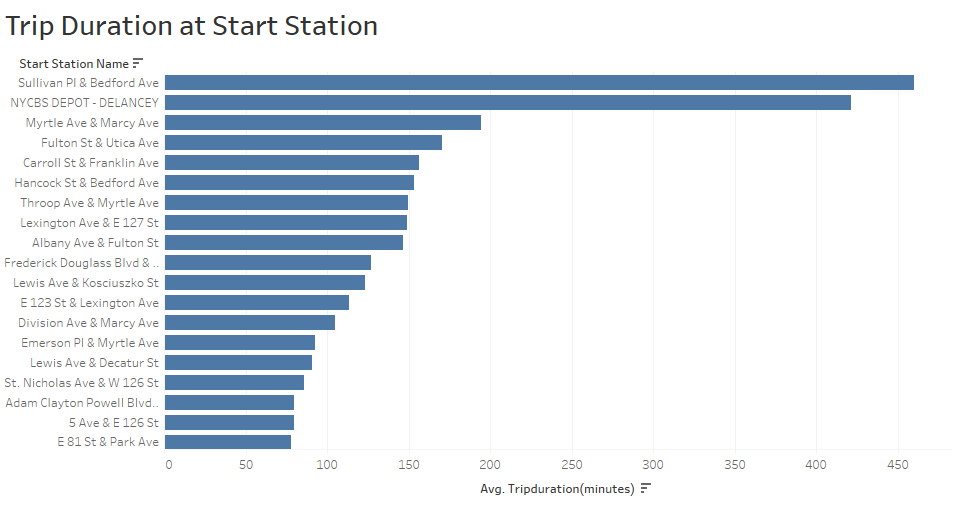 Trip Duration at Start Station
Start Station Name
Sullivan Pl & Bedford Ave
NYCBS DEPOT - DELANCEY
Myrtle Ave & Marcy Ave
Fulton St & Utica Ave
Carroll St & Franklin Ave
Hancock St & Bedford Ave
Throop Ave & Myrtle Ave
Lexington Ave & E 127 St
Albany Ave & Fulton St
Frederick Douglass Blvd & ..
Lewis Ave & Kosciuszko St
E 123 St & Lexington Ave
Division Ave & Marcy Ave
Emerson Pl & Myrtle Ave
Lewis Ave & Decatur St
St. Nicholas Ave & W 126 St
Adam Clayton Powell Blvd..
5 Ave & E 126 St
E 81 St & Park Ave
0 50 100 150 200 250 300 350 400 450
Avg. Tripduration(minutes)